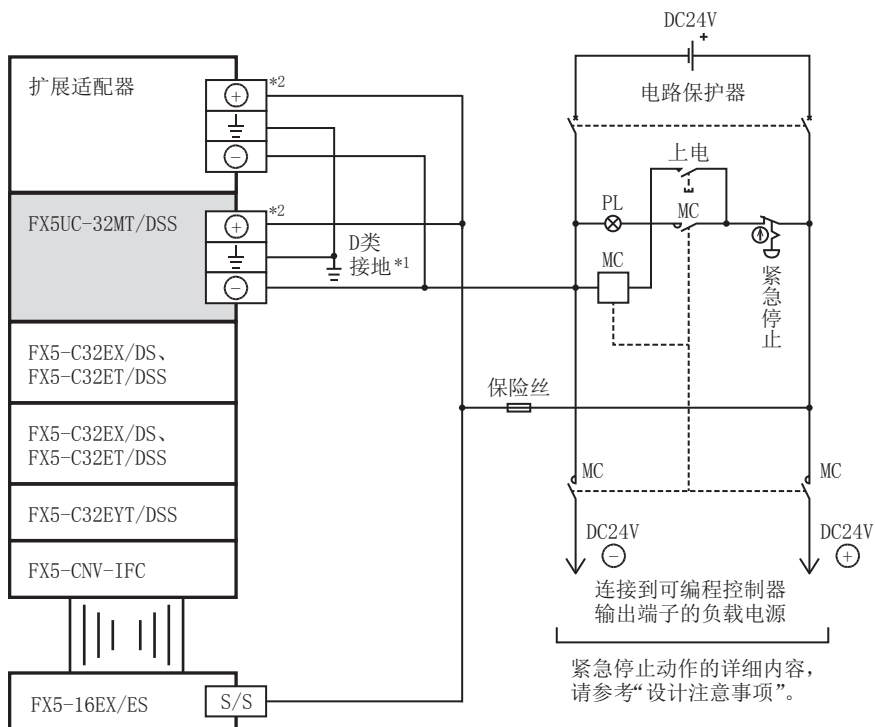 DC24V
+
电路保护器
扩展适配器
+
*2
−
上电
PL
MC
FX5UC-32MT/DSS
+
*2
D类
接地*1
−
MC
紧急停止
FX5-C32EX/DS、
FX5-C32ET/DSS
保险丝
FX5-C32EX/DS、
FX5-C32ET/DSS
MC
MC
FX5-C32EYT/DSS
DC24V
−
DC24V
+
FX5-CNV-IFC
连接到可编程控制器
输出端子的负载电源
紧急停止动作的详细内容，
请参考“设计注意事项”。
FX5-16EX/ES
S/S